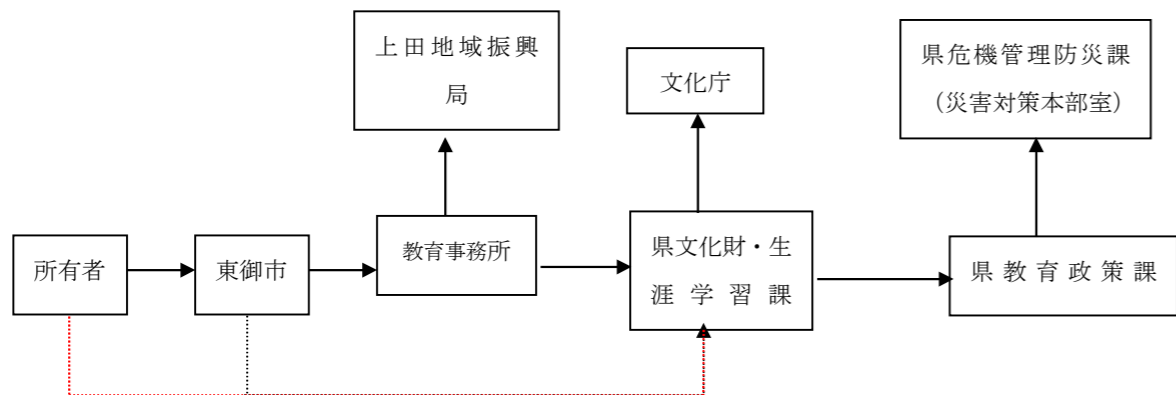 上田地域振興
局
文化庁
県危機管理防災課
（災害対策本部室）
所有者
東御市
教育事務所
県文化財・生
涯学習課
県教育政策課